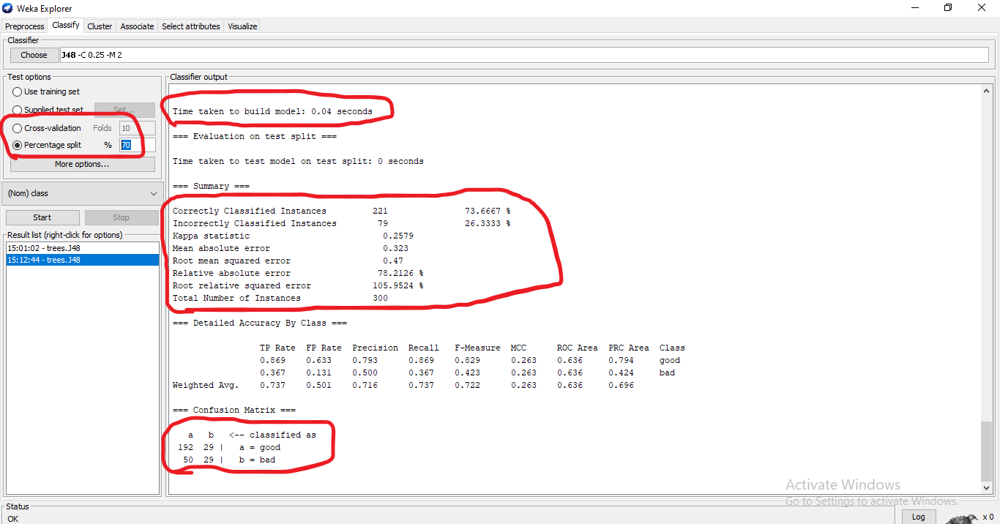 Weka Explorer
Preprocess Classify Cluster Associate Select attributes Visualize
Classifier
Choose J48 -C 0.25 -M 2
Test options
Use training set
Supplied test set Set...
Cross-validation Folds 10
Percentage split % 70
More options...
(Nom) class
Start Stop
Result list (right-click for options)
15:01:02 - trees.J48
15:12:44 - trees.J48
Classifier output
Time taken to build model: 0.04 seconds
=== Evaluation on test split ===
Time taken to test model on test split: 0 seconds
=== Summary ===
Correctly Classified Instances 221 73.6667 %
Incorrectly Classified Instances 79 26.3333 %
Kappa statistic 0.2579
Mean absolute error 0.323
Root mean squared error 0.47
Relative absolute error 78.2126 %
Root relative squared error 105.9524 %
Total Number of Instances 300
=== Detailed Accuracy By Class ===
TP Rate FP Rate Precision Recall F-Measure MCC ROC Area PRC Area Class
0.869 0.633 0.793 0.869 0.829 0.263 0.636 0.794 good
0.367 0.131 0.500 0.367 0.423 0.263 0.636 0.424 bad
Weighted Avg. 0.737 0.501 0.716 0.737 0.722 0.263 0.636 0.696
=== Confusion Matrix ===
a b <-- classified as
192 29 | a = good
50 29 | b = bad
Activate Windows
Go to Settings to activate Windows.
Status
OK
Log x 0